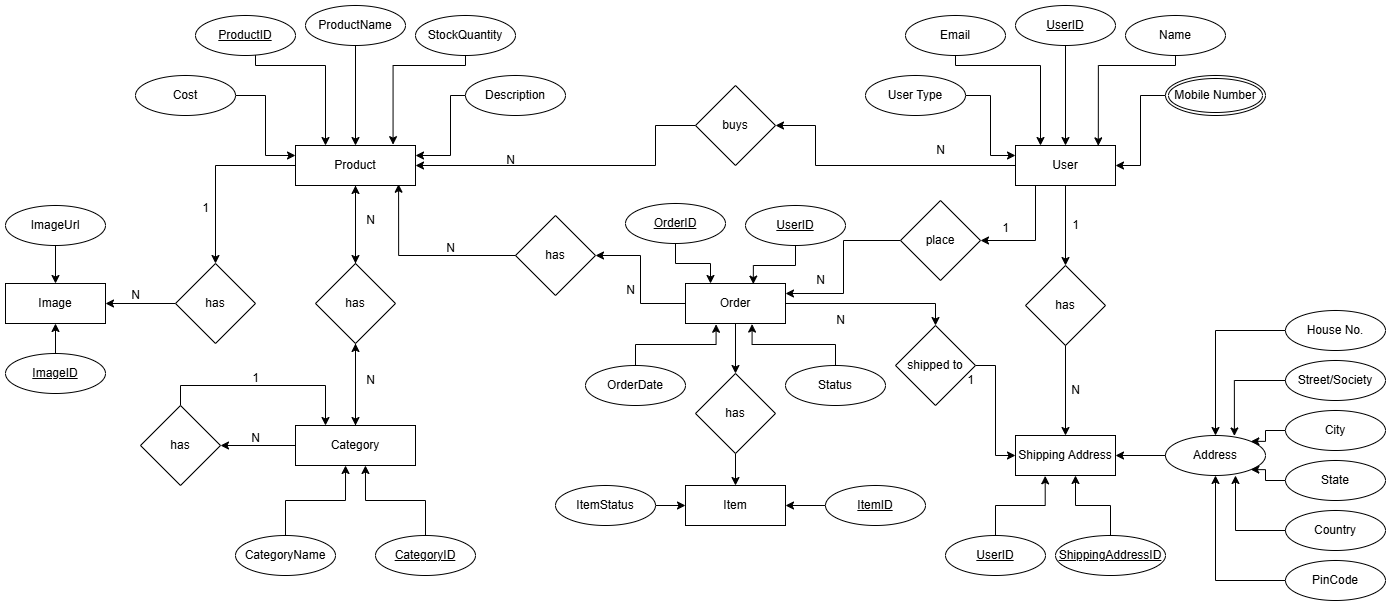 ProductName
UserID
ProductID
StockQuantity
Email
Name
Cost
Description
User Type
Mobile Number
buys
N
N
Product
User
1
N
ImageUrl
OrderID
UserID
place
1
1
has
N
N
N
Image
N
has
has
Order
has
N
N
House No.
shipped to
1
1
N
OrderDate
Status
N
Street/Society
ImageID
has
City
has
N
Category
Shipping Address
Address
State
ItemStatus
Item
ItemID
Country
CategoryName
CategoryID
UserID
ShippingAddressID
PinCode